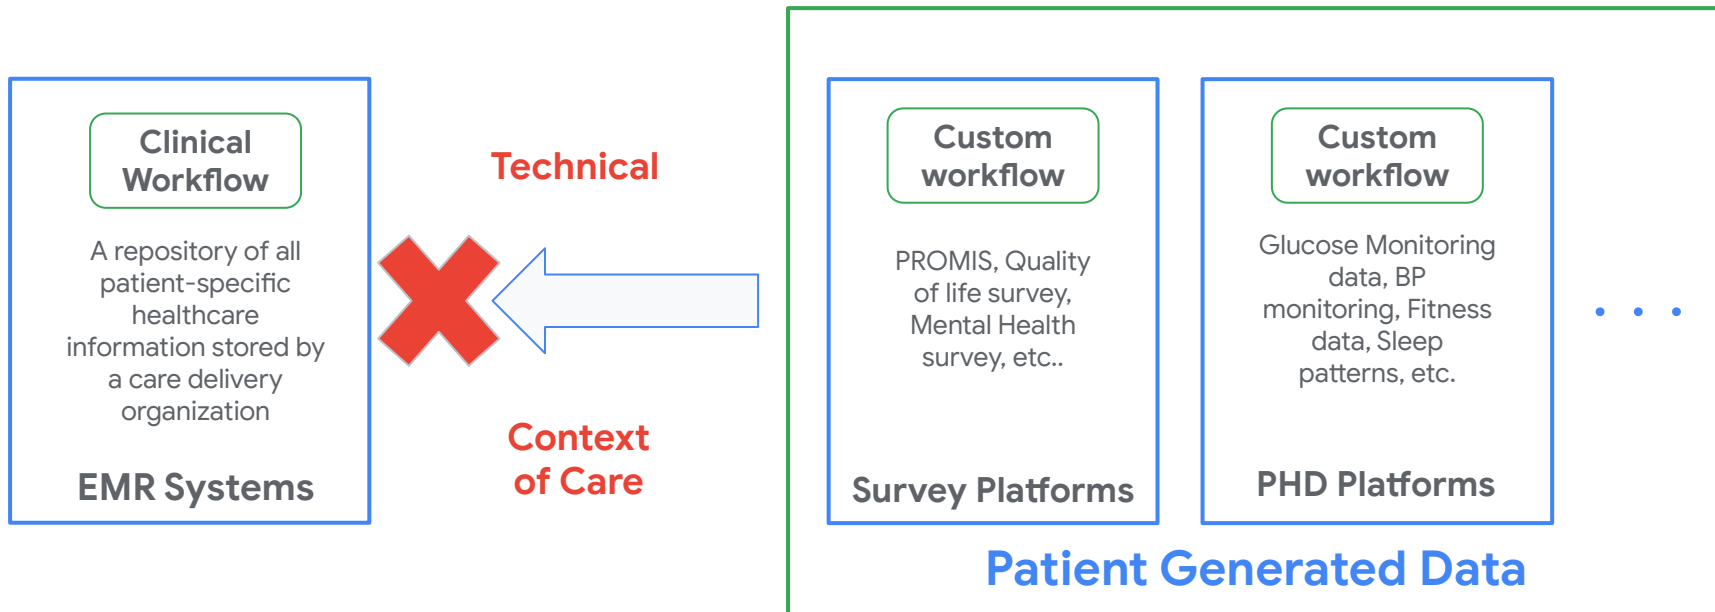 Clinical
Workflow
A repository of all
patient-specific
healthcare
information stored by
a care delivery
organization
EMR Systems
Technical
Context
of Care
Custom
workflow
PROMIS, Quality
of life survey,
Mental Health
survey, etc..
Survey Platforms
Custom
workflow
Glucose Monitoring
data, BP
monitoring, Fitness
data, Sleep
patterns, etc.
PHD Platforms
. . .
Patient Generated Data